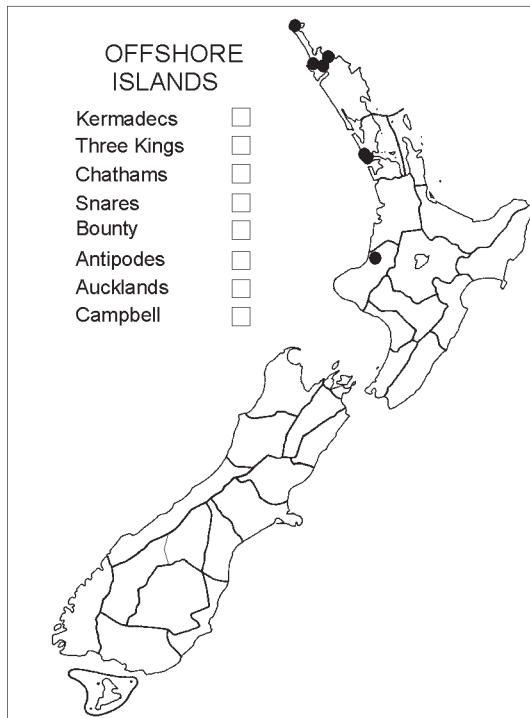 OFFSHORE
ISLANDS
Kermadecs
Three Kings
Chathams
Snares
Bounty
Antipodes
Aucklands
Campbell